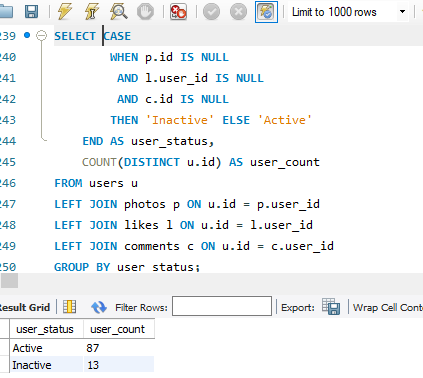 Limit to 1000 rows
239 SELECT CASE
240 WHEN p.id IS NULL
241 AND l.user_id IS NULL
242 AND c.id IS NULL
243 THEN 'Inactive' ELSE 'Active'
244 END AS user_status,
245 COUNT(DISTINCT u.id) AS user_count
246 FROM users u
247 LEFT JOIN photos p ON u.id = p.user_id
248 LEFT JOIN likes l ON u.id = l.user_id
249 LEFT JOIN comments c ON u.id = c.user_id
250 GROUP BY user_status;
Result Grid Filter Rows: Export: Wrap Cell Conte
user_status user_count
Active 87
Inactive 13